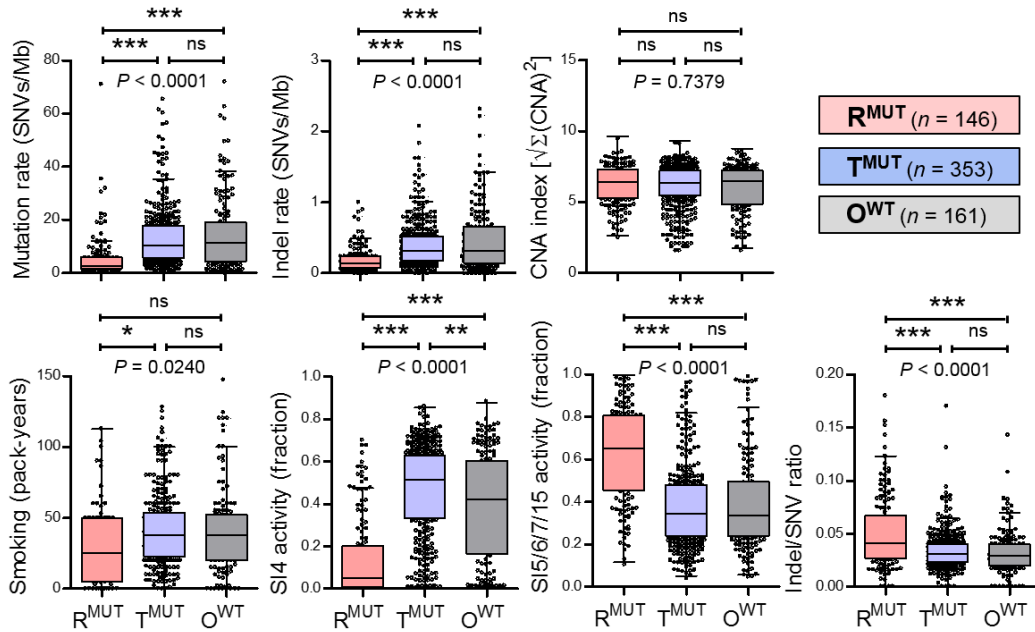 *** *** ns
*** ns *** ns ns ns
P < 0.0001 P < 0.0001 P = 0.7379
Mutation rate (SNVs/Mb)
80
60
40
20
0
Indel rate (SNVs/Mb)
3
2
1
0
CNA index [√Σ(CNA)²]
15
10
5
0
R^MUT (n = 146)
T^MUT (n = 353)
O^WT (n = 161)
ns *** *** ***
* ns *** ** *** ns *** ns
P = 0.0240 P < 0.0001 P < 0.0001 P < 0.0001
Smoking (pack-years)
150
100
50
0
SI4 activity (fraction)
1.0
0.8
0.6
0.4
0.2
0.0
SI5/6/7/15 activity (fraction)
1.0
0.8
0.6
0.4
0.2
0.0
Indel/SNV ratio
0.20
0.15
0.10
0.05
0.00
R^MUT T^MUT O^WT R^MUT T^MUT O^WT R^MUT T^MUT O^WT R^MUT T^MUT O^WT